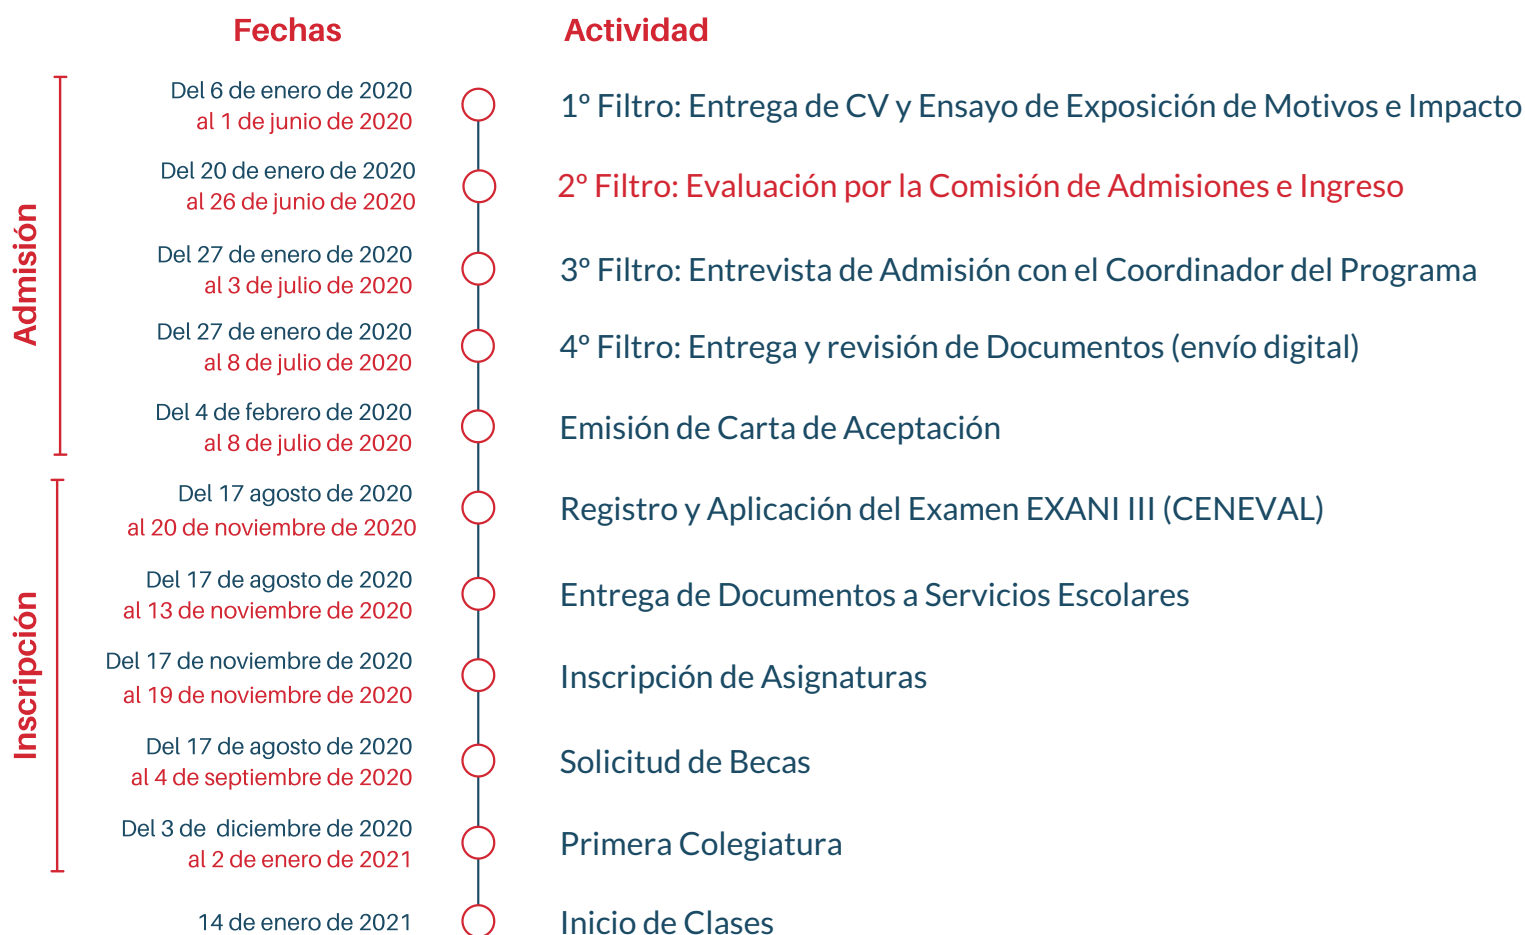 Fechas
Actividad
Admisión
Del 6 de enero de 2020
al 1 de junio de 2020
1º Filtro: Entrega de CV y Ensayo de Exposición de Motivos e Impacto
Del 20 de enero de 2020
al 26 de junio de 2020
2º Filtro: Evaluación por la Comisión de Admisiones e Ingreso
Del 27 de enero de 2020
al 3 de julio de 2020
3º Filtro: Entrevista de Admisión con el Coordinador del Programa
Del 27 de enero de 2020
al 8 de julio de 2020
4º Filtro: Entrega y revisión de Documentos (envío digital)
Del 4 de febrero de 2020
al 8 de julio de 2020
Emisión de Carta de Aceptación
Inscripción
Del 17 agosto de 2020
al 20 de noviembre de 2020
Registro y Aplicación del Examen EXANI III (CENEVAL)
Del 17 de agosto de 2020
al 13 de noviembre de 2020
Entrega de Documentos a Servicios Escolares
Del 17 de noviembre de 2020
al 19 de noviembre de 2020
Inscripción de Asignaturas
Del 17 de agosto de 2020
al 4 de septiembre de 2020
Solicitud de Becas
Del 3 de  diciembre de 2020
al 2 de enero de 2021
Primera Colegiatura
14 de enero de 2021
Inicio de Clases